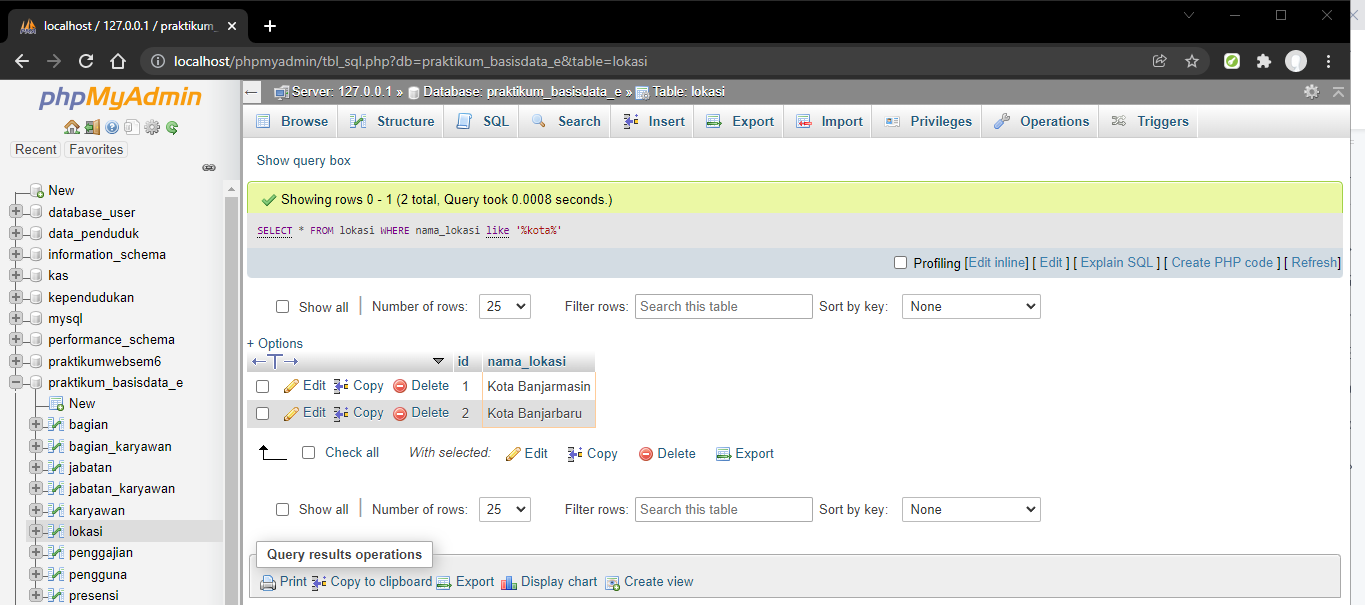 localhost / 127.0.0.1 / praktikum_
localhost/phpmyadmin/tbl_sql.php?db=praktikum_basisdata_e&table=lokasi
phpMyAdmin
Recent Favorites
New
database_user
data_penduduk
information_schema
kas
kependudukan
mysql
performance_schema
praktikumwebsem6
praktikum_basisdata_e
New
bagian
bagian_karyawan
jabatan
jabatan_karyawan
karyawan
lokasi
penggajian
pengguna
presensi
Server: 127.0.0.1 » Database: praktikum_basisdata_e » Table: lokasi
Browse Structure SQL Search Insert Export Import Privileges Operations Triggers
Show query box
Showing rows 0 - 1 (2 total, Query took 0.0008 seconds.)
SELECT * FROM lokasi WHERE nama_lokasi like '%kota%'
Profiling [Edit inline] [ Edit ] [ Explain SQL ] [ Create PHP code ] [ Refresh]
Show all | Number of rows: 25 Filter rows: Search this table Sort by key: None
+ Options
←T→ id nama_lokasi
Edit Copy Delete 1 Kota Banjarmasin
Edit Copy Delete 2 Kota Banjarbaru
Check all With selected: Edit Copy Delete Export
Show all | Number of rows: 25 Filter rows: Search this table Sort by key: None
Query results operations
Print Copy to clipboard Export Display chart Create view